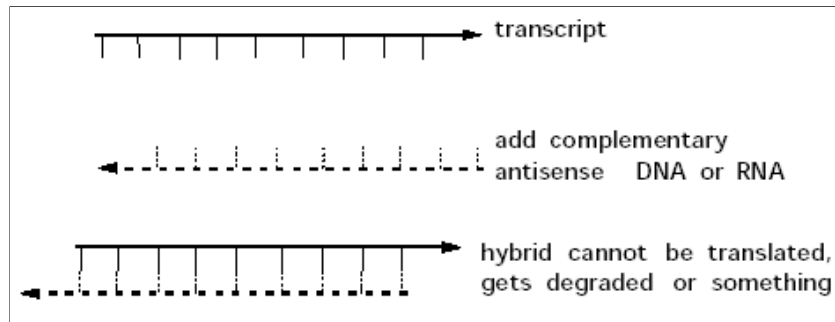 transcript
add complementary
antisense DNA or RNA
hybrid cannot be translated,
gets degraded or something